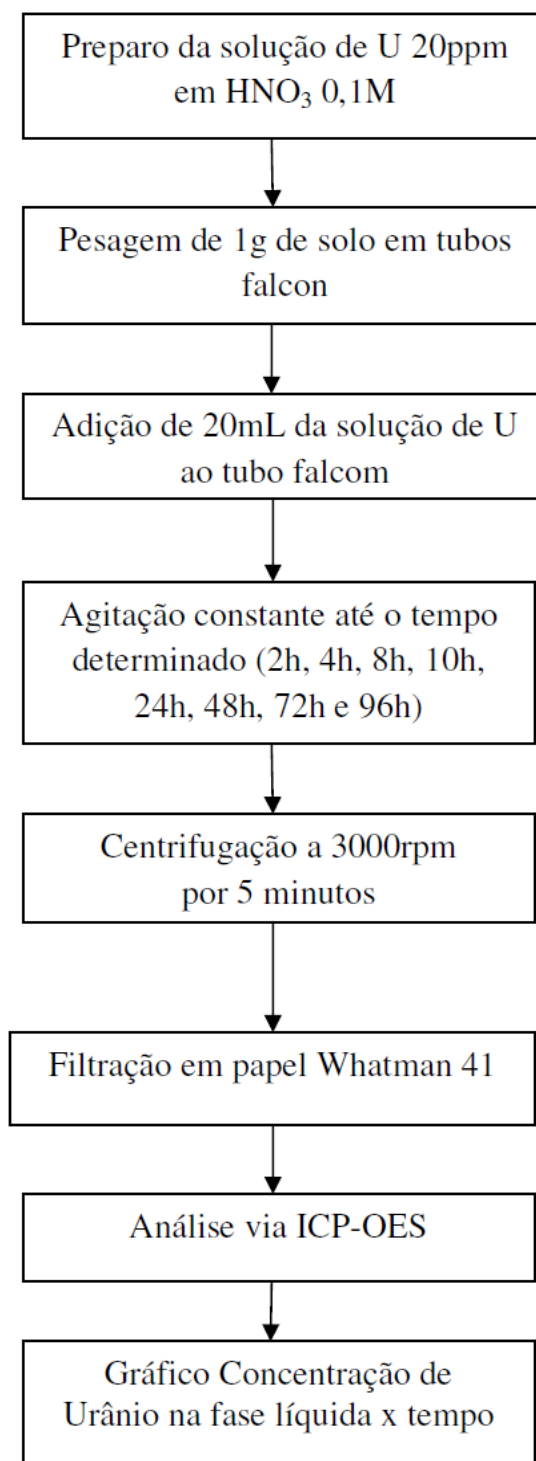 Preparo da solução de U 20ppm
em HNO₃ 0,1M
Pesagem de 1g de solo em tubos
falcon
Adição de 20mL da solução de U
ao tubo falcom
Agitação constante até o tempo
determinado (2h, 4h, 8h, 10h,
24h, 48h, 72h e 96h)
Centrifugação a 3000rpm
por 5 minutos
Filtração em papel Whatman 41
Análise via ICP-OES
Gráfico Concentração de
Urânio na fase líquida x tempo